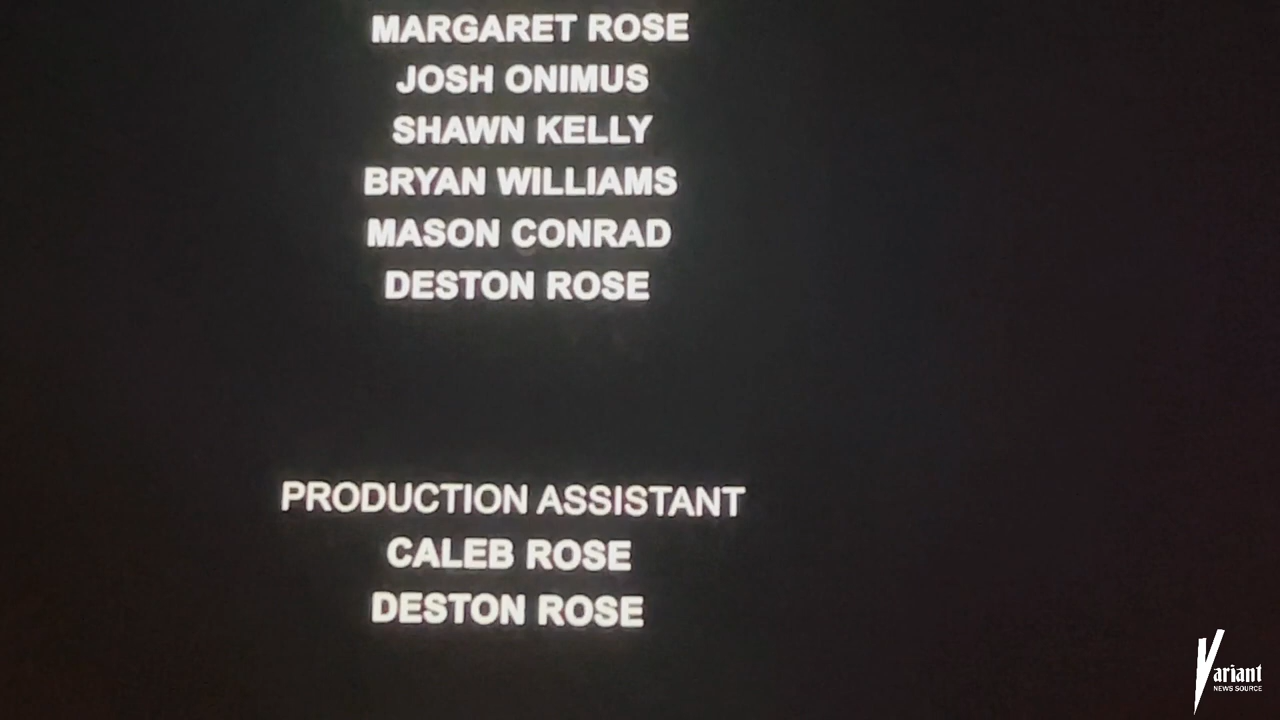 MARGARET ROSE
JOSH ONIMUS
SHAWN KELLY
BRYAN WILLIAMS
MASON CONRAD
DESTON ROSE
PRODUCTION ASSISTANT
CALEB ROSE
DESTON ROSE
Variant
NEWS SOURCE